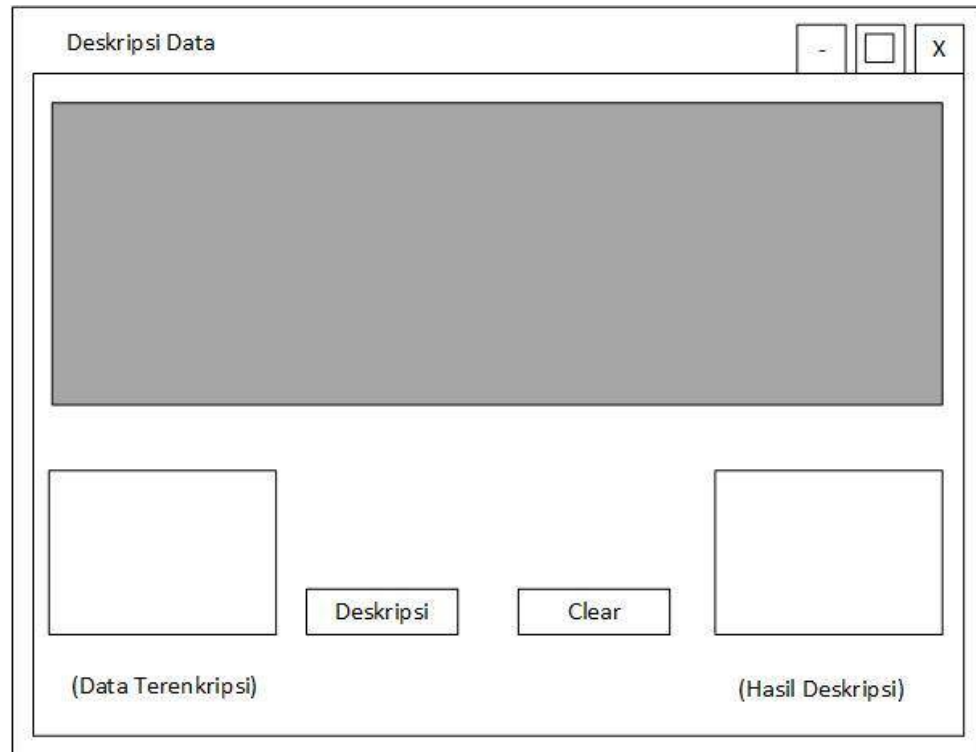 Deskripsi Data
- X
Deskripsi
Clear
(Data Terenkripsi)
(Hasil Deskripsi)